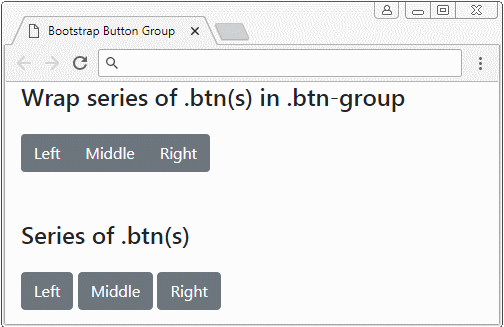 Bootstrap Button Group
Wrap series of .btn(s) in .btn-group
Left Middle Right
Series of .btn(s)
Left Middle Right